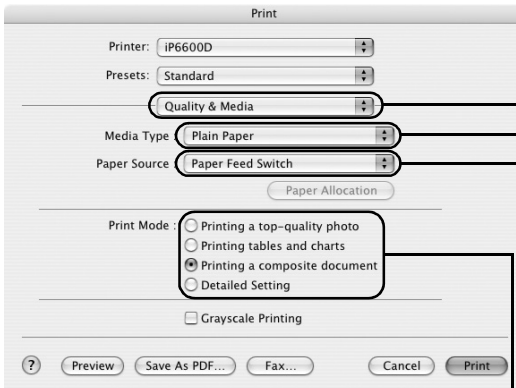 Print
Printer: iP6600D
Presets: Standard
Quality & Media
Media Type : Plain Paper
Paper Source : Paper Feed Switch
Paper Allocation
Print Mode : Printing a top-quality photo
Printing tables and charts
Printing a composite document
Detailed Setting
Grayscale Printing
? Preview Save As PDF... Fax... Cancel Print